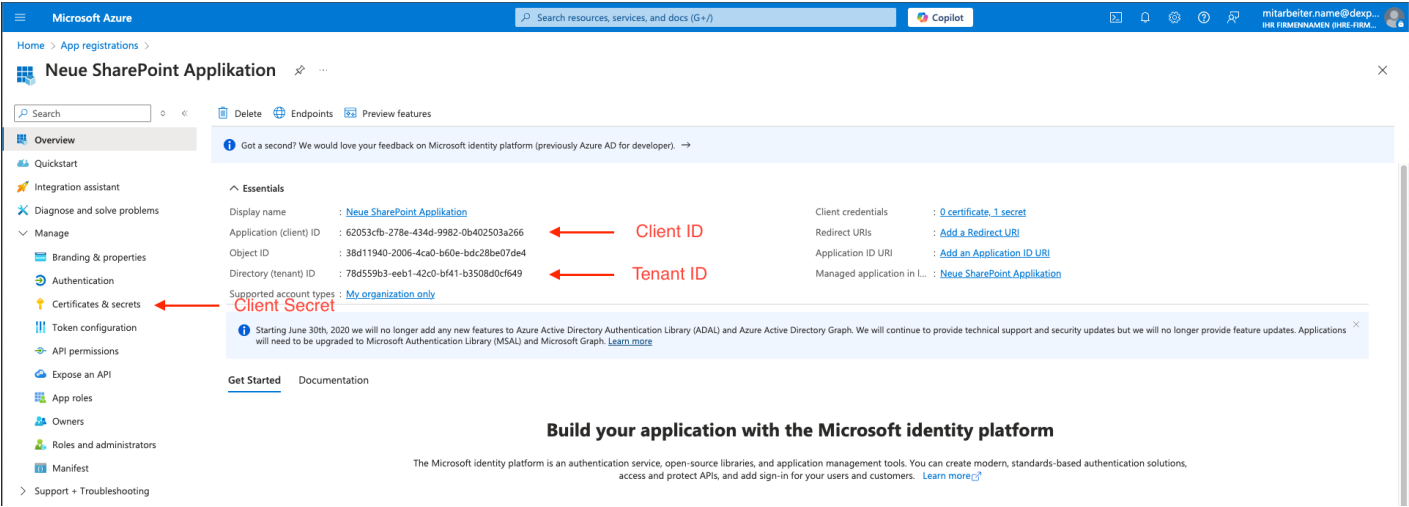 Microsoft Azure
Search resources, services, and docs (G+/)
Copilot
mitarbeiter.name@dexp...
IHR FIRMENNAMEN (IHRE-FIRM...
Home > App registrations >
Neue SharePoint Applikation
Search
Delete
Endpoints
Preview features
Overview
Quickstart
Integration assistant
Diagnose and solve problems
Manage
Branding & properties
Authentication
Certificates & secrets
Token configuration
API permissions
Expose an API
App roles
Owners
Roles and administrators
Manifest
Support + Troubleshooting
Got a second? We would love your feedback on Microsoft identity platform (previously Azure AD for developer). →
Essentials
Display name : Neue SharePoint Applikation
Application (client) ID : 62053cfb-278e-434d-9982-0b402503a266
Client ID
Object ID : 38d11940-2006-4ca0-b60e-bdc28be07de4
Directory (tenant) ID : 78d559b3-eeb1-42c0-bf41-b3508d0cf649
Tenant ID
Supported account types : My organization only
Client Secret
Client credentials : 0 certificate, 1 secret
Redirect URIs : Add a Redirect URI
Application ID URI : Add an Application ID URI
Managed application in l... : Neue SharePoint Applikation
Starting June 30th, 2020 we will no longer add any new features to Azure Active Directory Authentication Library (ADAL) and Azure Active Directory Graph. We will continue to provide technical support and security updates but we will no longer provide feature updates. Applications
will need to be upgraded to Microsoft Authentication Library (MSAL) and Microsoft Graph. Learn more
Get Started
Documentation
Build your application with the Microsoft identity platform
The Microsoft identity platform is an authentication service, open-source libraries, and application management tools. You can create modern, standards-based authentication solutions,
access and protect APIs, and add sign-in for your users and customers. Learn more